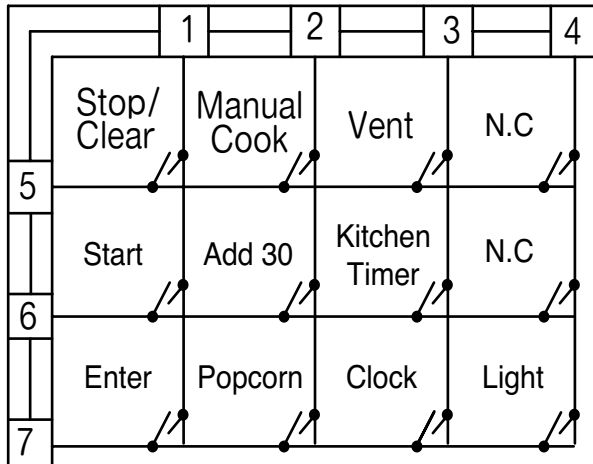 1 2 3 4
Stop/
Clear
Manual
Cook
Vent
N.C
5
Start
Add 30
Kitchen
Timer
N.C
6
Enter
Popcorn
Clock
Light
7